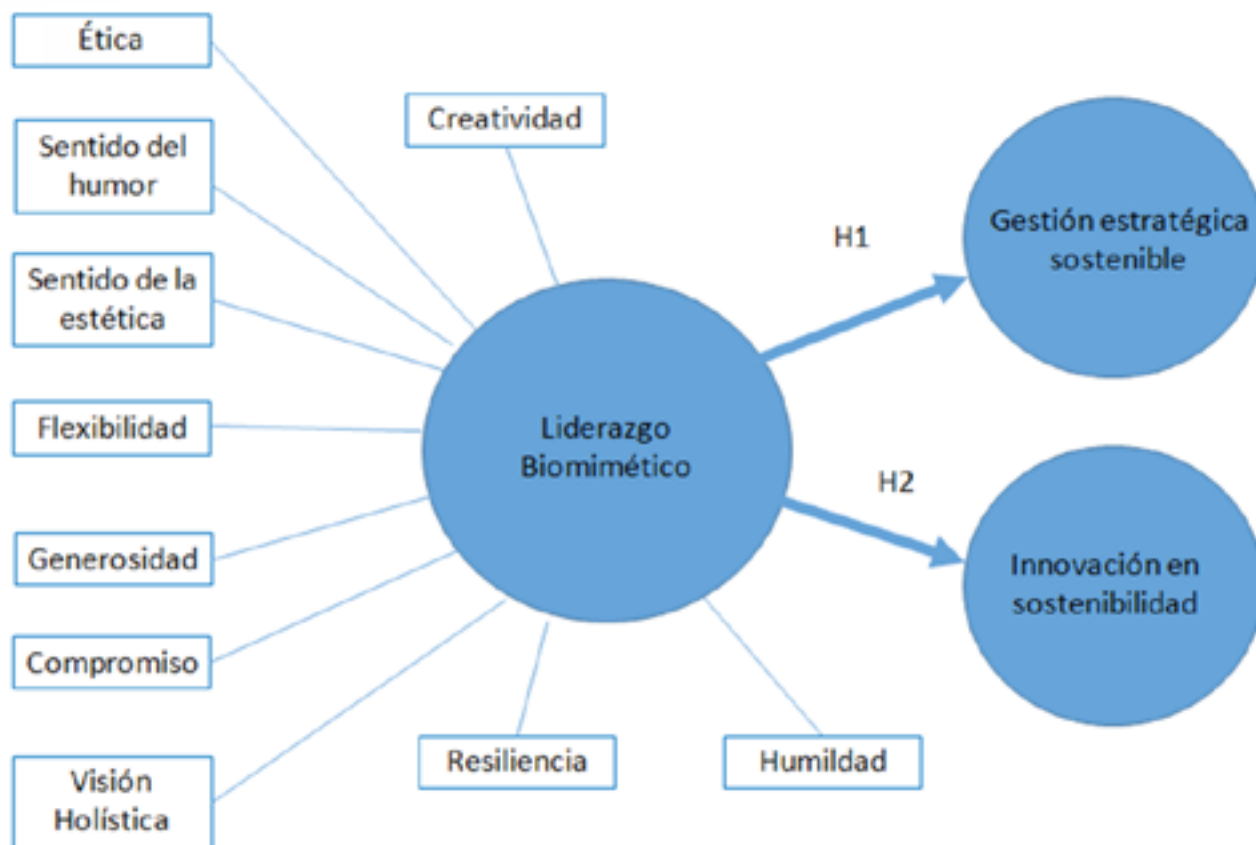 Ética
Creatividad
Sentido del
humor
Sentido de la
estética
Flexibilidad
Generosidad
Compromiso
Visión
Holística
Resiliencia
Humildad
Liderazgo
Biomimético
H1
H2
Gestión estratégica
sostenible
Innovación en
sostenibilidad